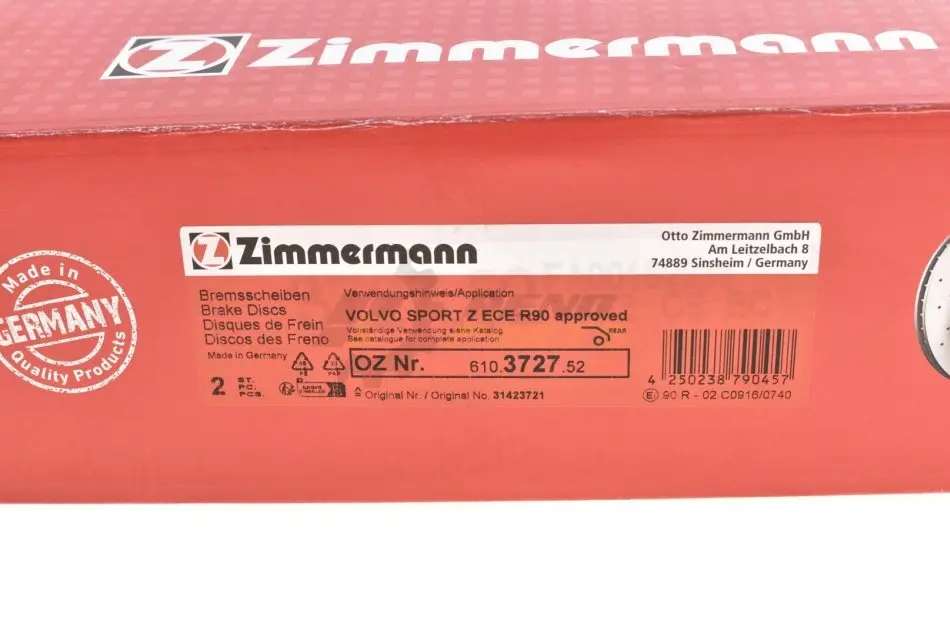 Zimmermann
Made in
GERMANY
Quality Products
Zimmermann
Otto Zimmermann GmbH
Am Leitzelbach 8
74889 Sinsheim / Germany
Bremsscheiben
Brake Discs
Disques de Frein
Discos des Freno
Made in Germany
Verwendungshinweis/Application
VOLVO SPORT Z ECE R90 approved
Vollständige Verwendung siehe Katalog
See catalogue for complete application
REAR
OZ Nr. 610.3727.52
2 ST. PC. PCS.
Original Nr. / Original No. 31423721
4 250238 790457
90 R - 02 C0916/0740